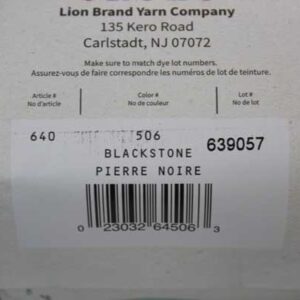 Lion Brand Yarn Company
135 Kero Road
Carlstadt, NJ 07072
Make sure to match dye lot numbers.
Assurez-vous de faire correspondre les numéros de lot de teinture.
Article # Color # Lot #
No d'article No de couleur No de lot
640 506 639057
BLACKSTONE
PIERRE NOIRE
0 23032 64506 3